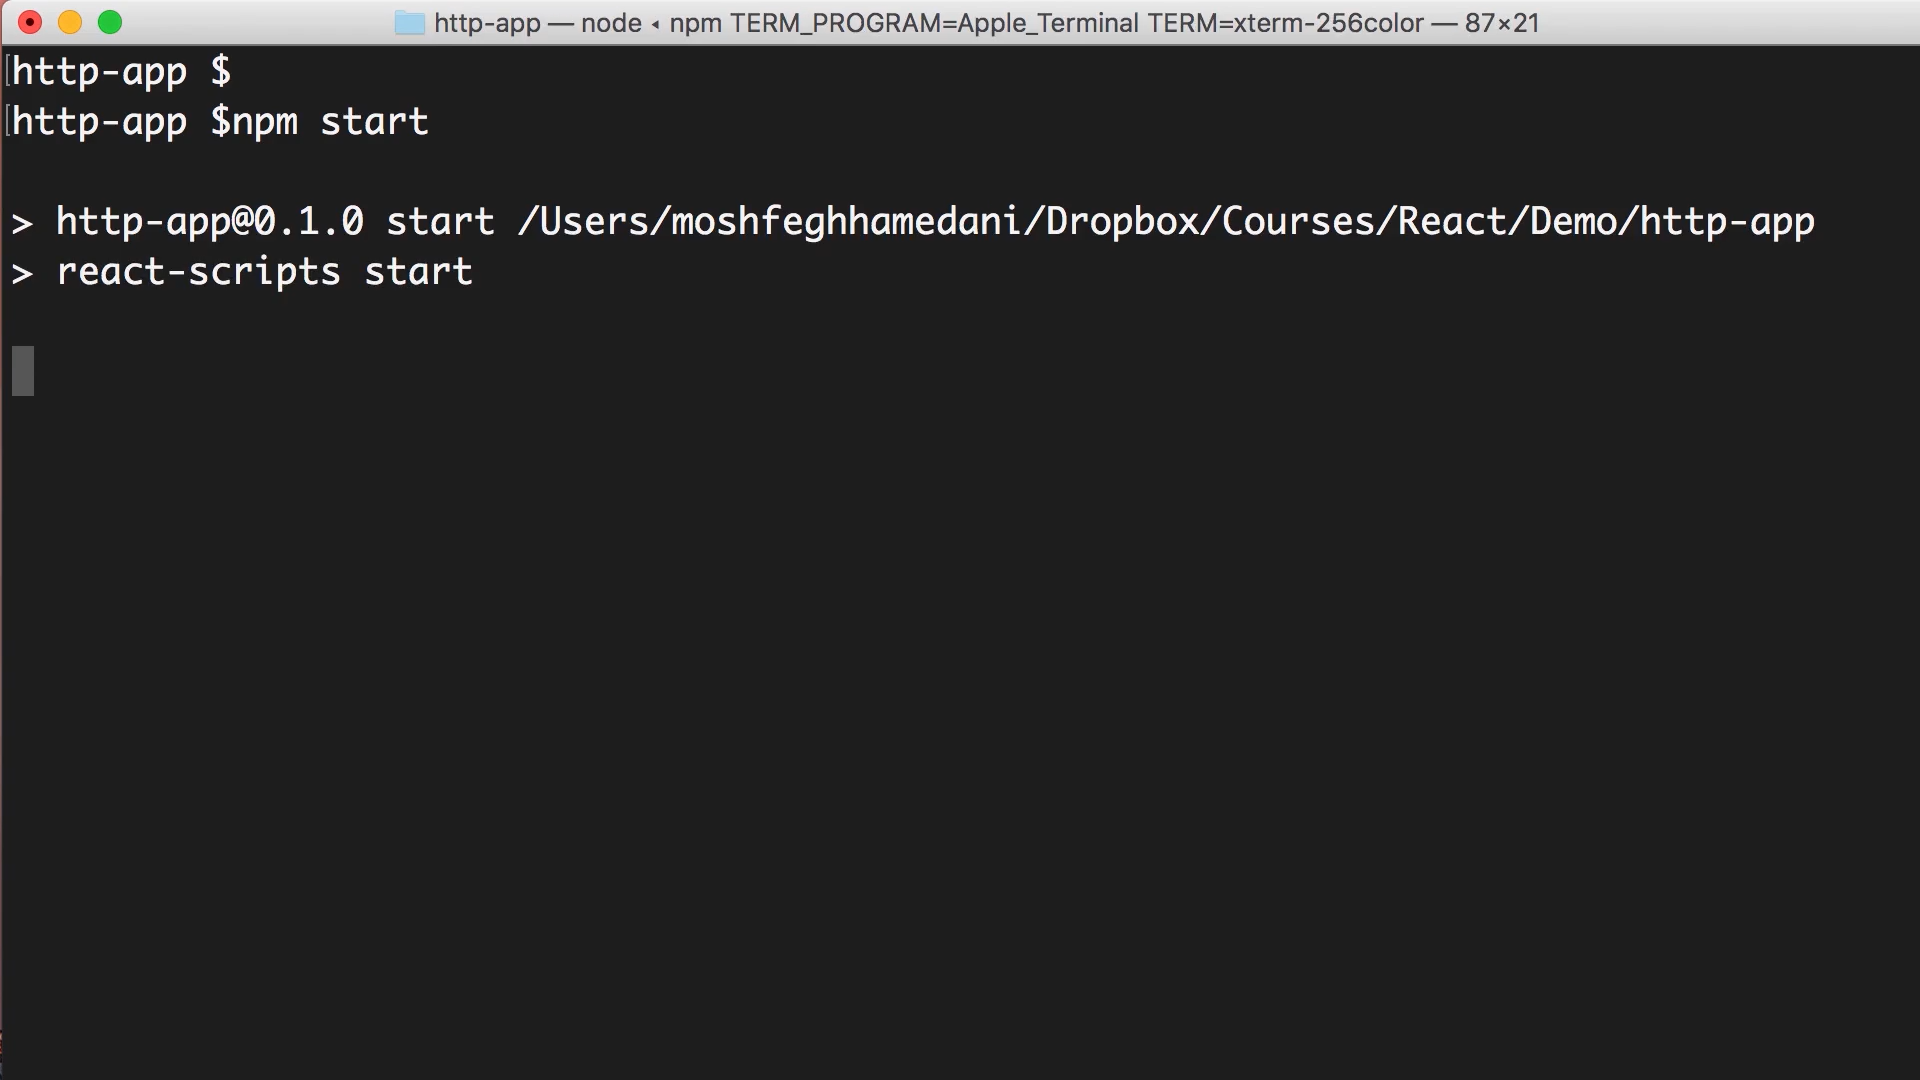 http-app — node ◂ npm TERM_PROGRAM=Apple_Terminal TERM=xterm-256color — 87×21
[http-app $
[http-app $npm start
> http-app@0.1.0 start /Users/moshfeghhamedani/Dropbox/Courses/React/Demo/http-app
> react-scripts start